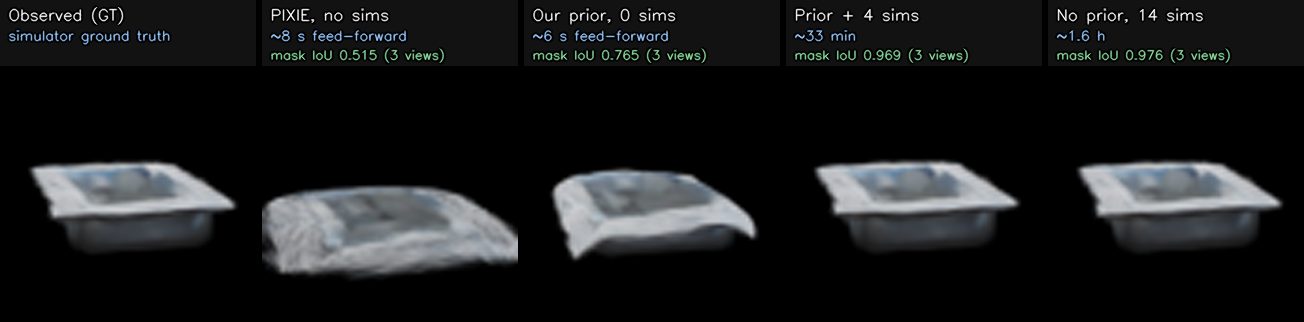 Observed (GT)
simulator ground truth
PIXIE, no sims
~8 s feed-forward
mask IoU 0.515 (3 views)
Our prior, 0 sims
~6 s feed-forward
mask IoU 0.765 (3 views)
Prior + 4 sims
~33 min
mask IoU 0.969 (3 views)
No prior, 14 sims
~1.6 h
mask IoU 0.976 (3 views)